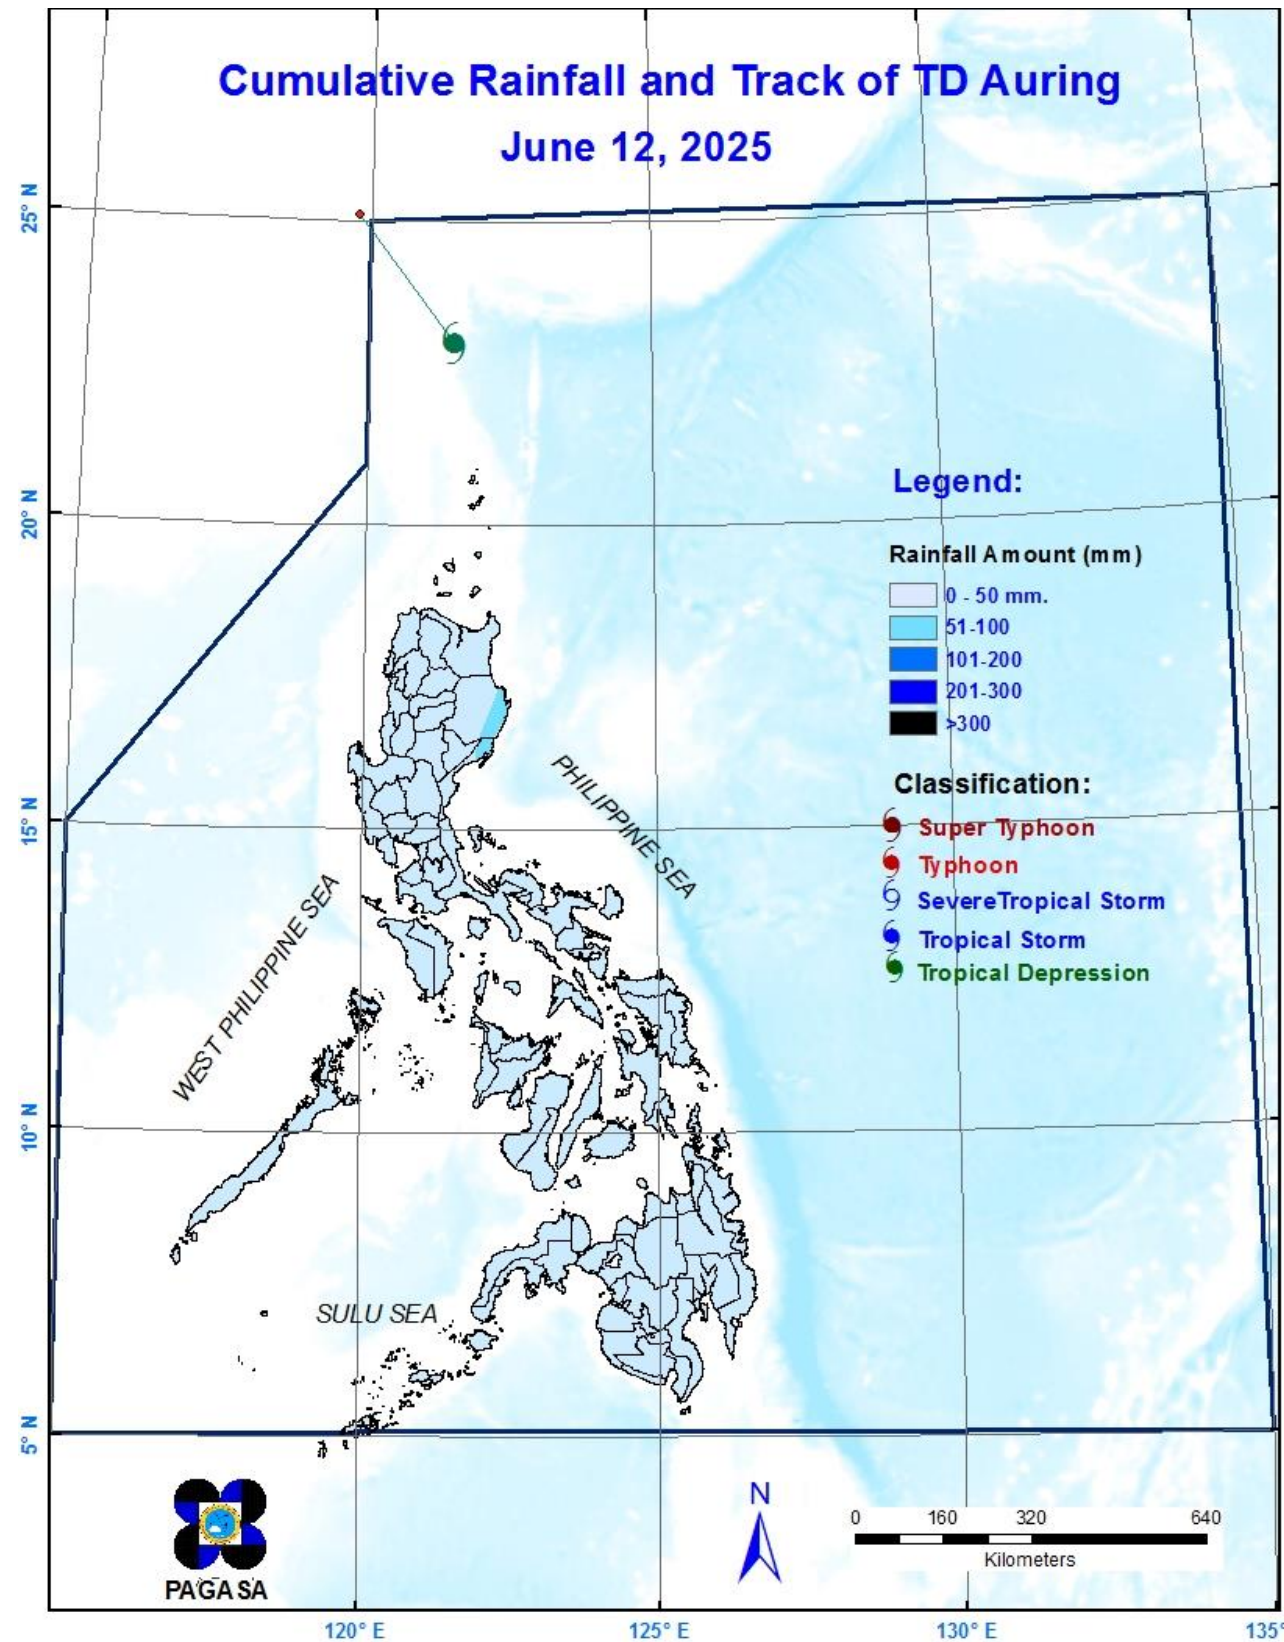 Cumulative Rainfall and Track of TD Auring
June 12, 2025
25° N
20° N
15° N
10° N
5° N
Legend:
Rainfall Amount (mm)
0 - 50 mm.
51-100
101-200
201-300
>300
Classification:
Super Typhoon
Typhoon
SevereTropical Storm
Tropical Storm
Tropical Depression
PHILIPPINE SEA
WEST PHILIPPINE SEA
SULU SEA
PAGASA
N
0 160 320 640
Kilometers
120° E 125° E 130° E 135°